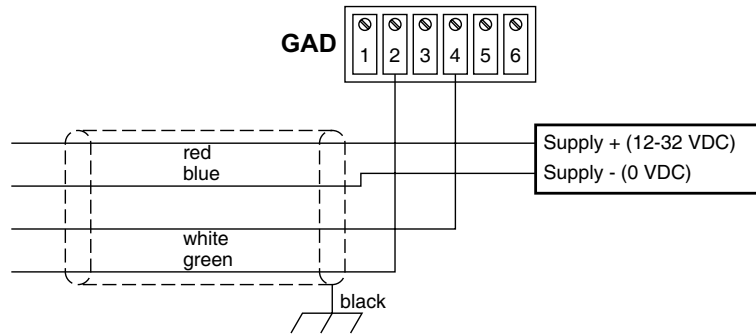 GAD
1 2 3 4 5 6
Supply + (12-32 VDC)
Supply - (0 VDC)
red
blue
white
green
black